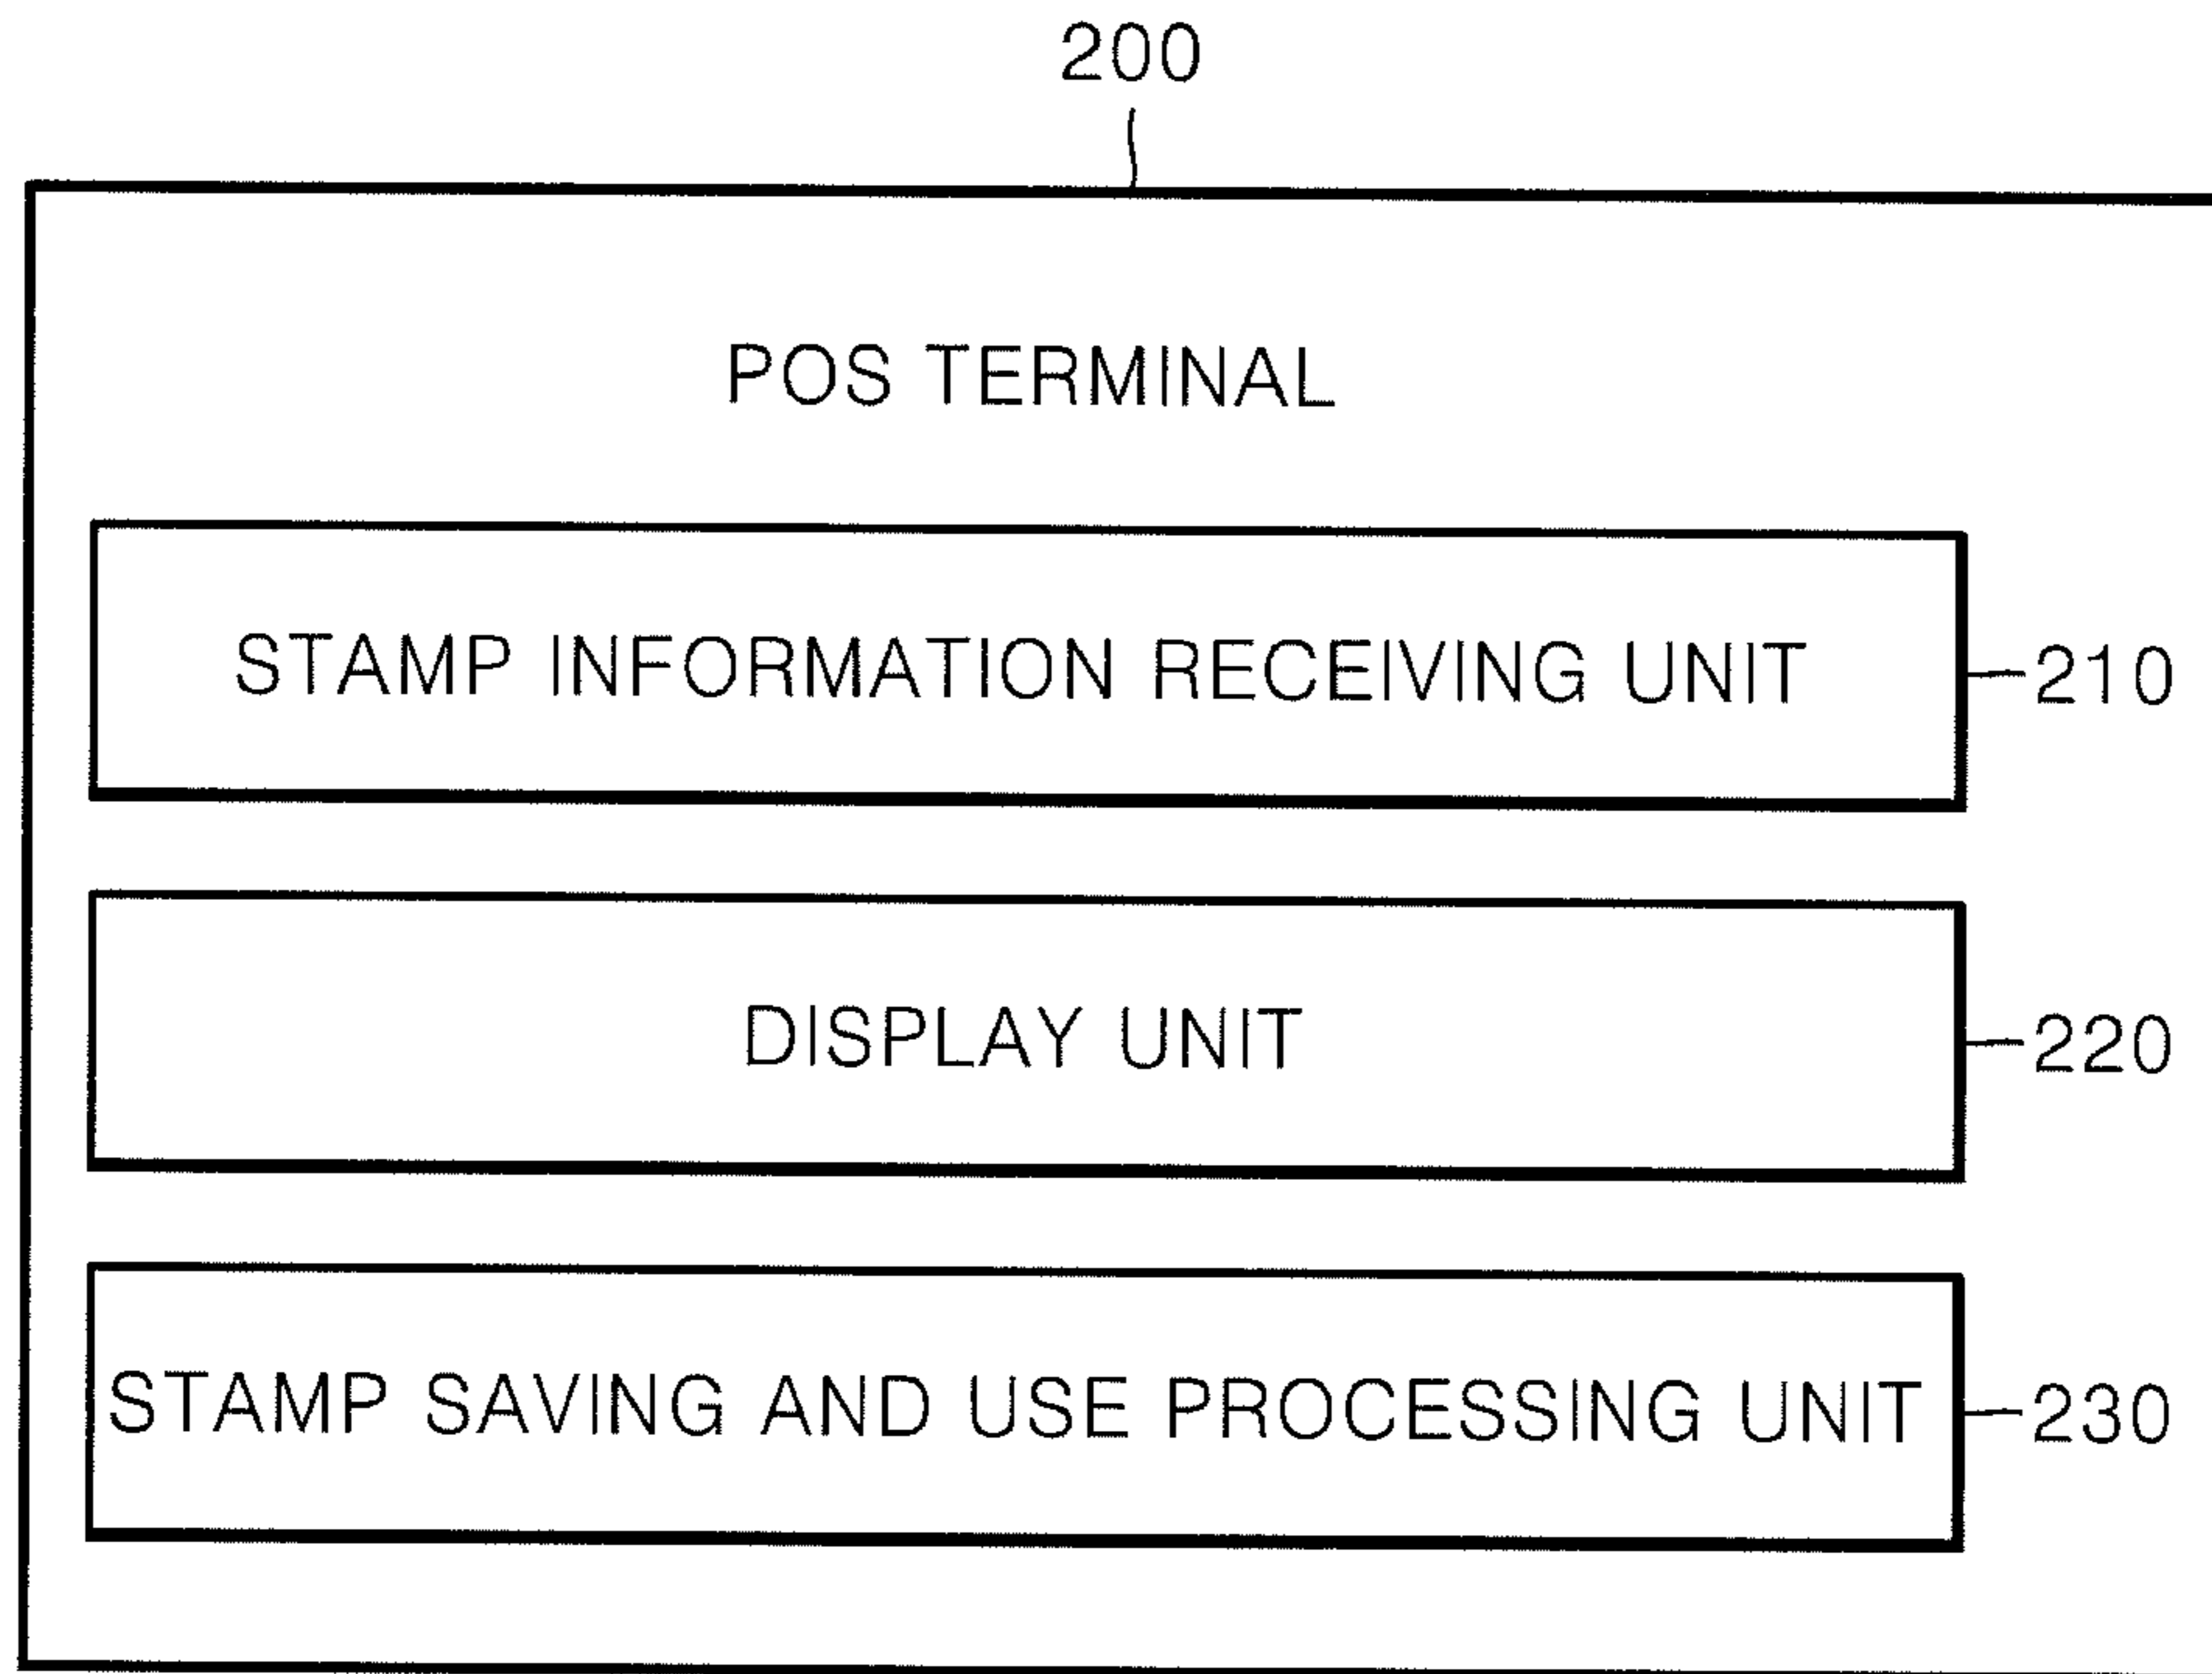 200
POS TERMINAL
STAMP INFORMATION RECEIVING UNIT 210
DISPLAY UNIT 220
STAMP SAVING AND USE PROCESSING UNIT 230